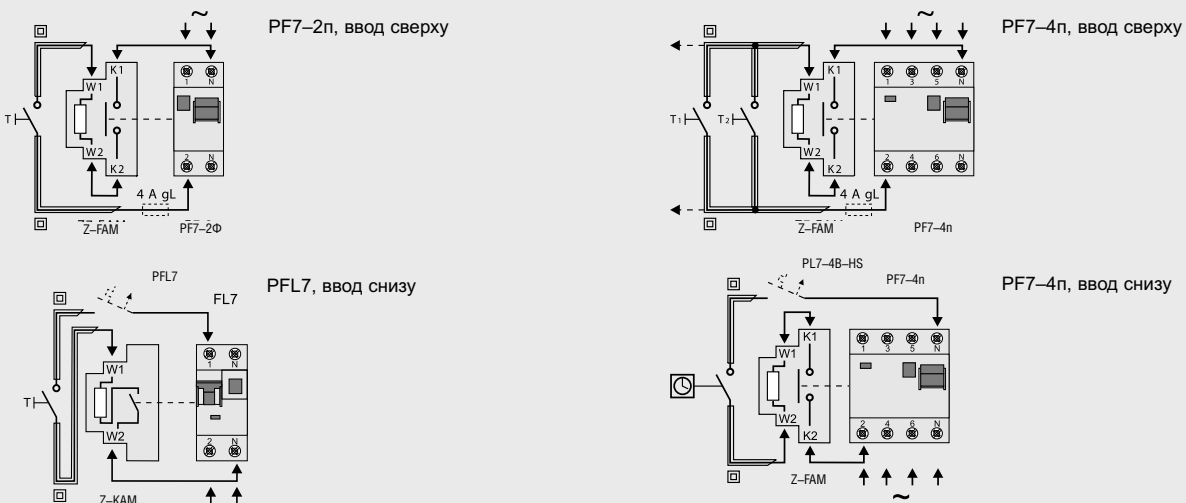 ~
PF7–2п, ввод сверху
K1
W1
1 N
T
W2
K2
2 N
4 A gL
Z–FAM PF7–2Ф
~
PF7–4п, ввод сверху
K1
W1
1 3 5 N
T1 T2
W2
K2
2 4 6 N
4 A gL
Z–FAM PF7–4п
PFL7
PFL7, ввод снизу
FL7
1 N
W1
T
W2
2 N
Z–KAM
PL7–4B–HS
PF7–4п
PF7–4п, ввод снизу
K1
W1
1 3 5 N
W2
K2
2 4 6 N
Z–FAM
~